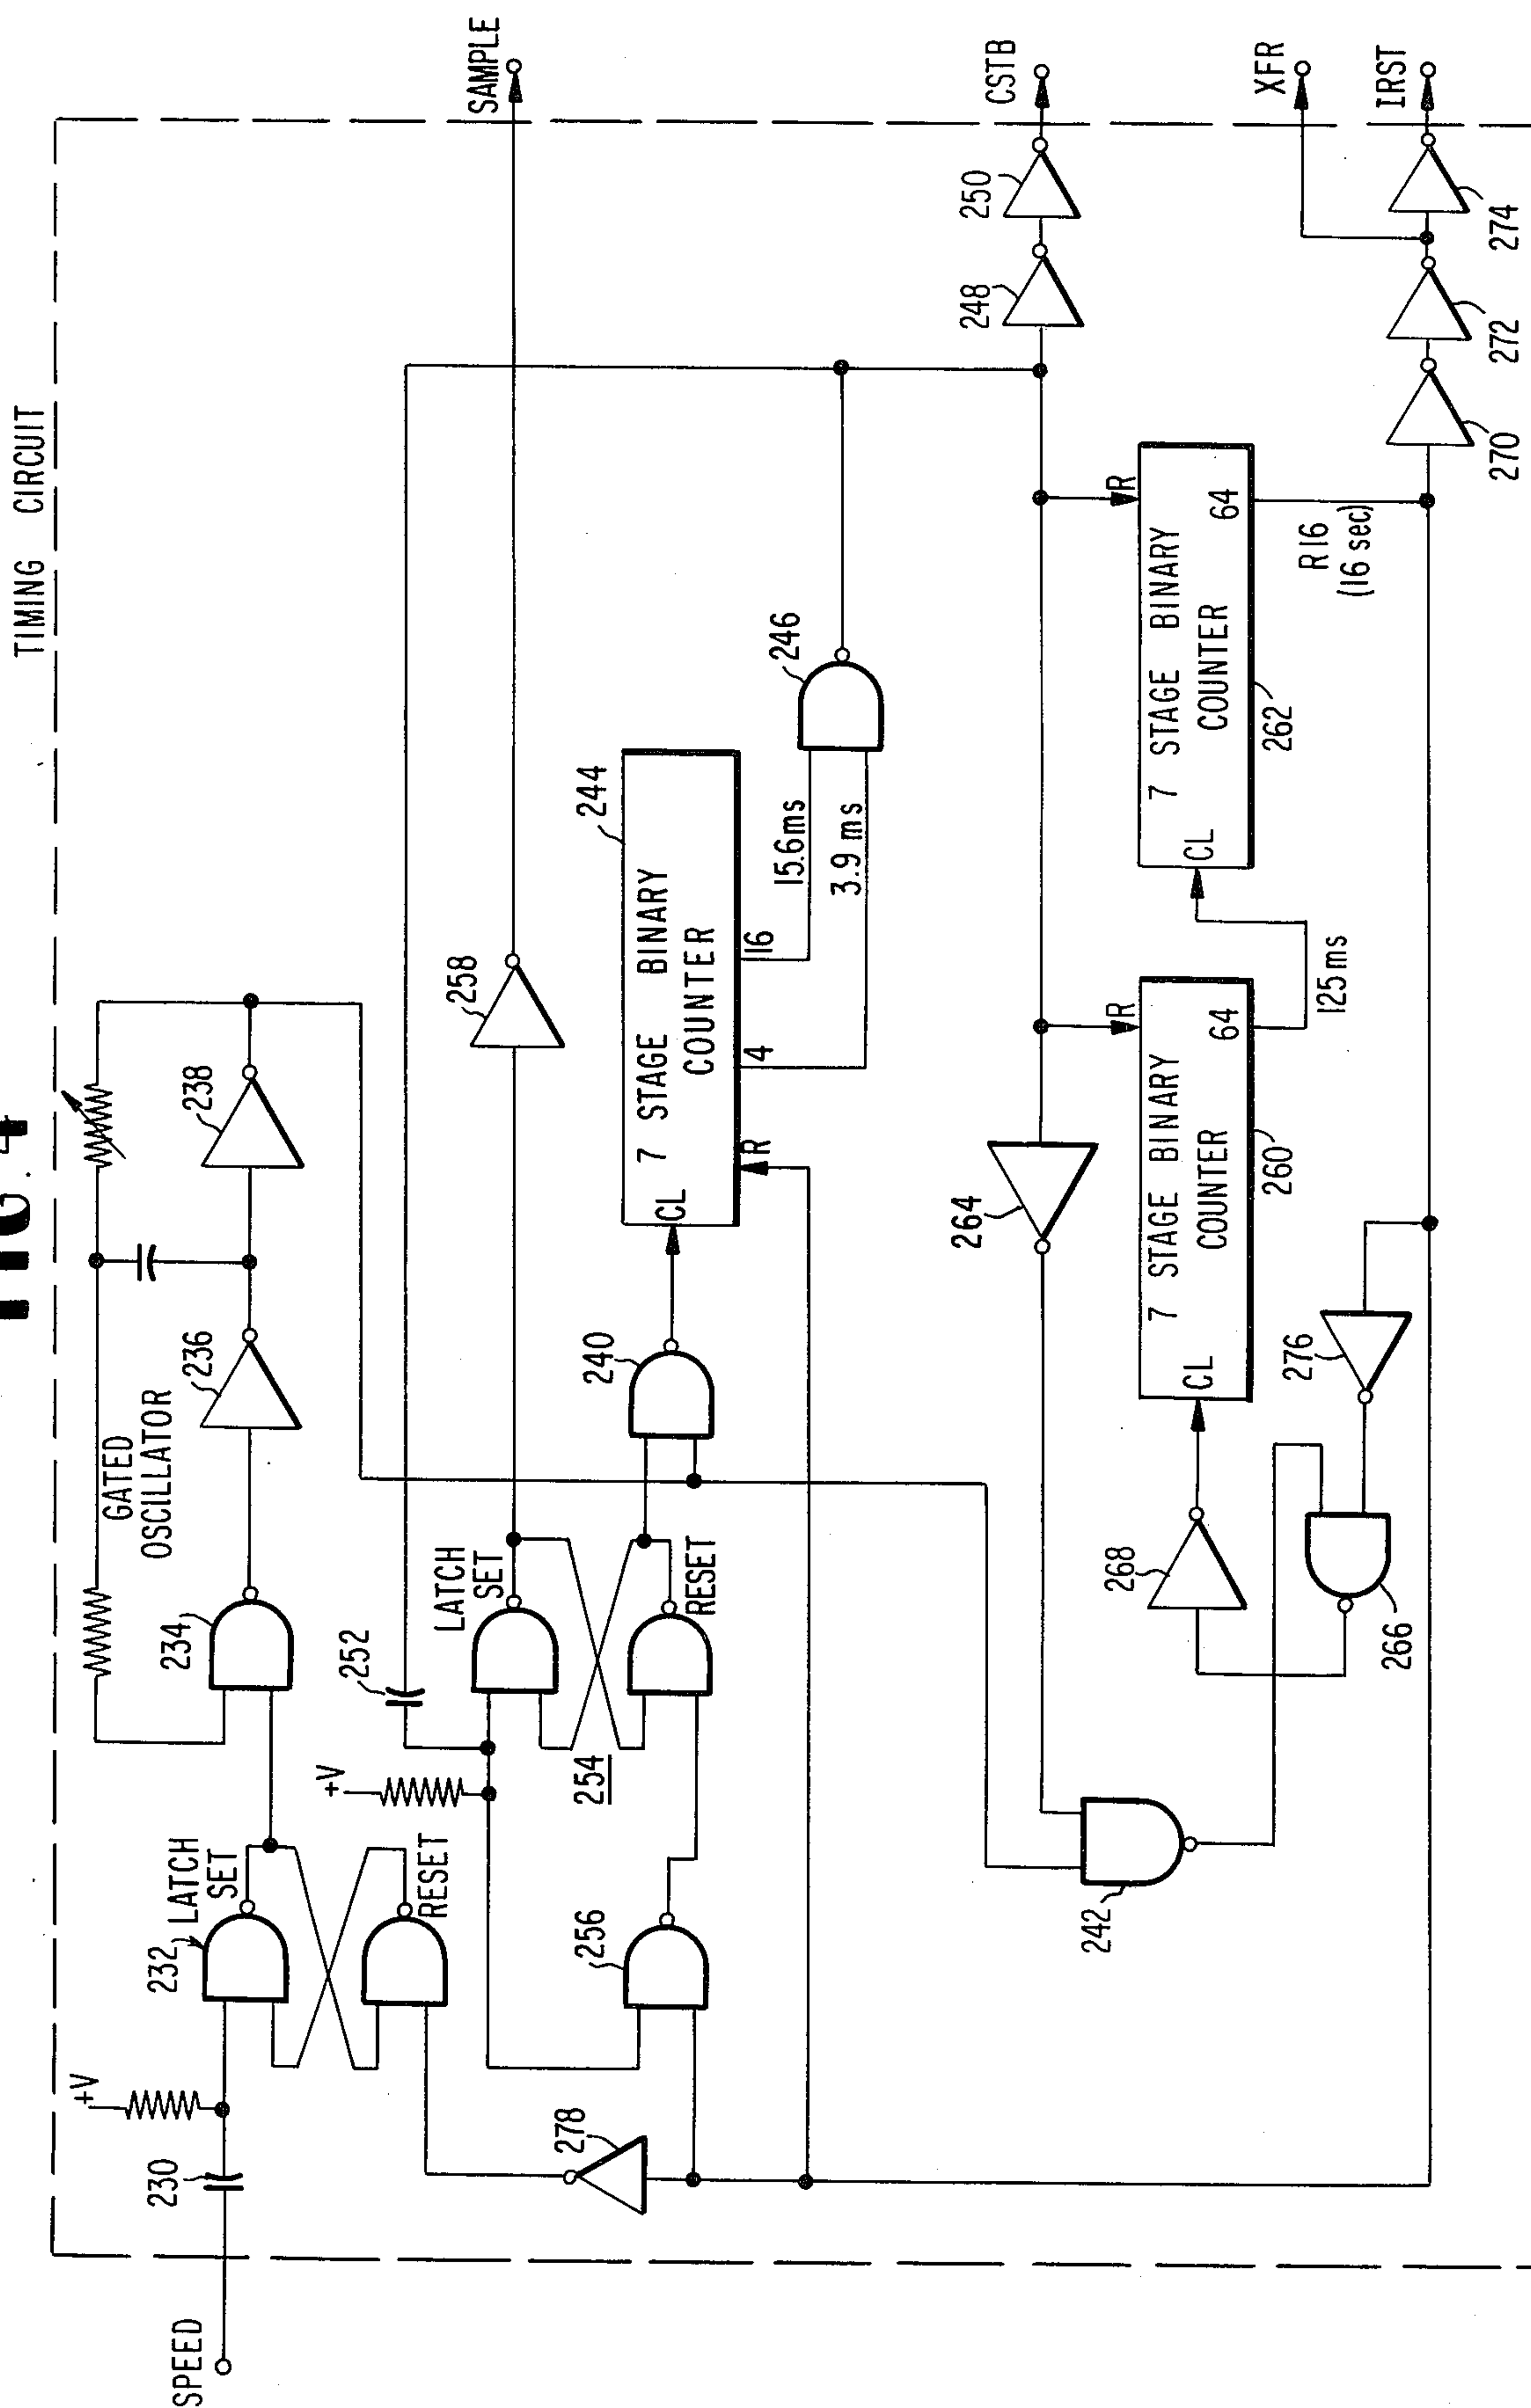 FIG. 4
TIMING CIRCUIT
SPEED
230
+V
232
LATCH
SET
RESET
234
GATED
OSCILLATOR
236
238
278
256
+V
252
254
LATCH
SET
RESET
240
258
SAMPLE
CL
7 STAGE BINARY
COUNTER
244
R
4
16
15.6ms
3.9 ms
246
242
264
248
250
CSTB
268
CL
7 STAGE BINARY
COUNTER
R
64
260
125ms
CL
7 STAGE BINARY
COUNTER
R
64
262
R16
(16 sec)
266
276
270
272
274
XFR
IRST